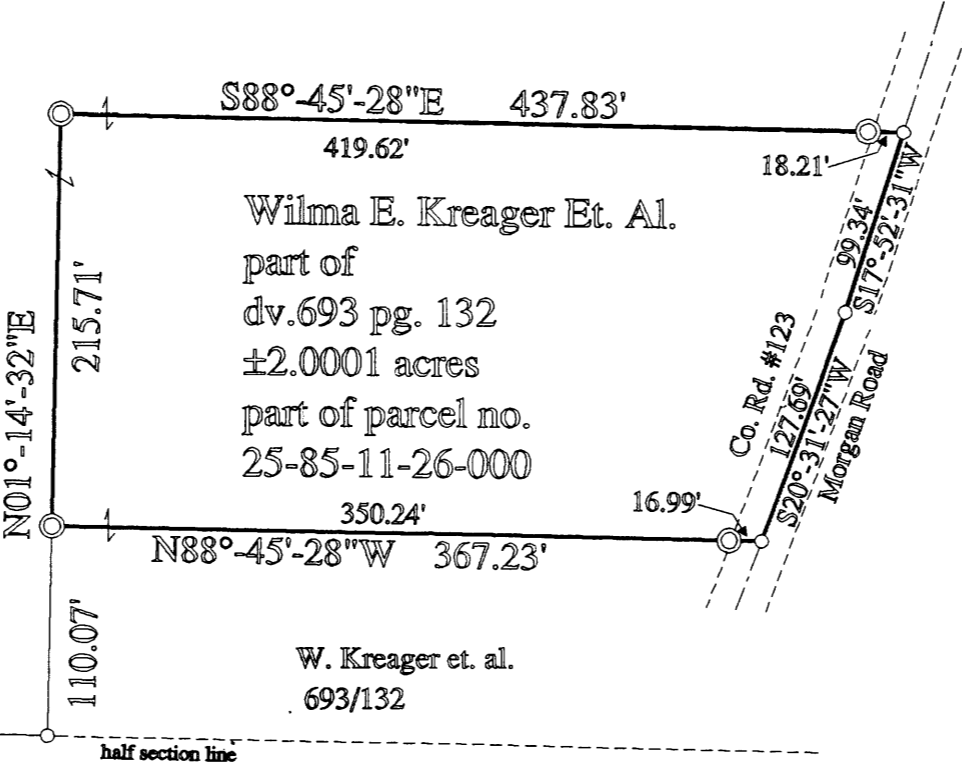 S88°-45'-28"E 437.83'
419.62'
18.21'
Wilma E. Kreager Et. Al.
part of
dv.693 pg. 132
±2.0001 acres
part of parcel no.
25-85-11-26-000
N01°-14'-32"E
215.71'
99.34'
S17°-52'-31"W
Co. Rd. #123
127.69'
S20°-31'-27"W
Morgan Road
350.24'
16.99'
N88°-45'-28"W 367.23'
110.07'
W. Kreager et. al.
693/132
half section line